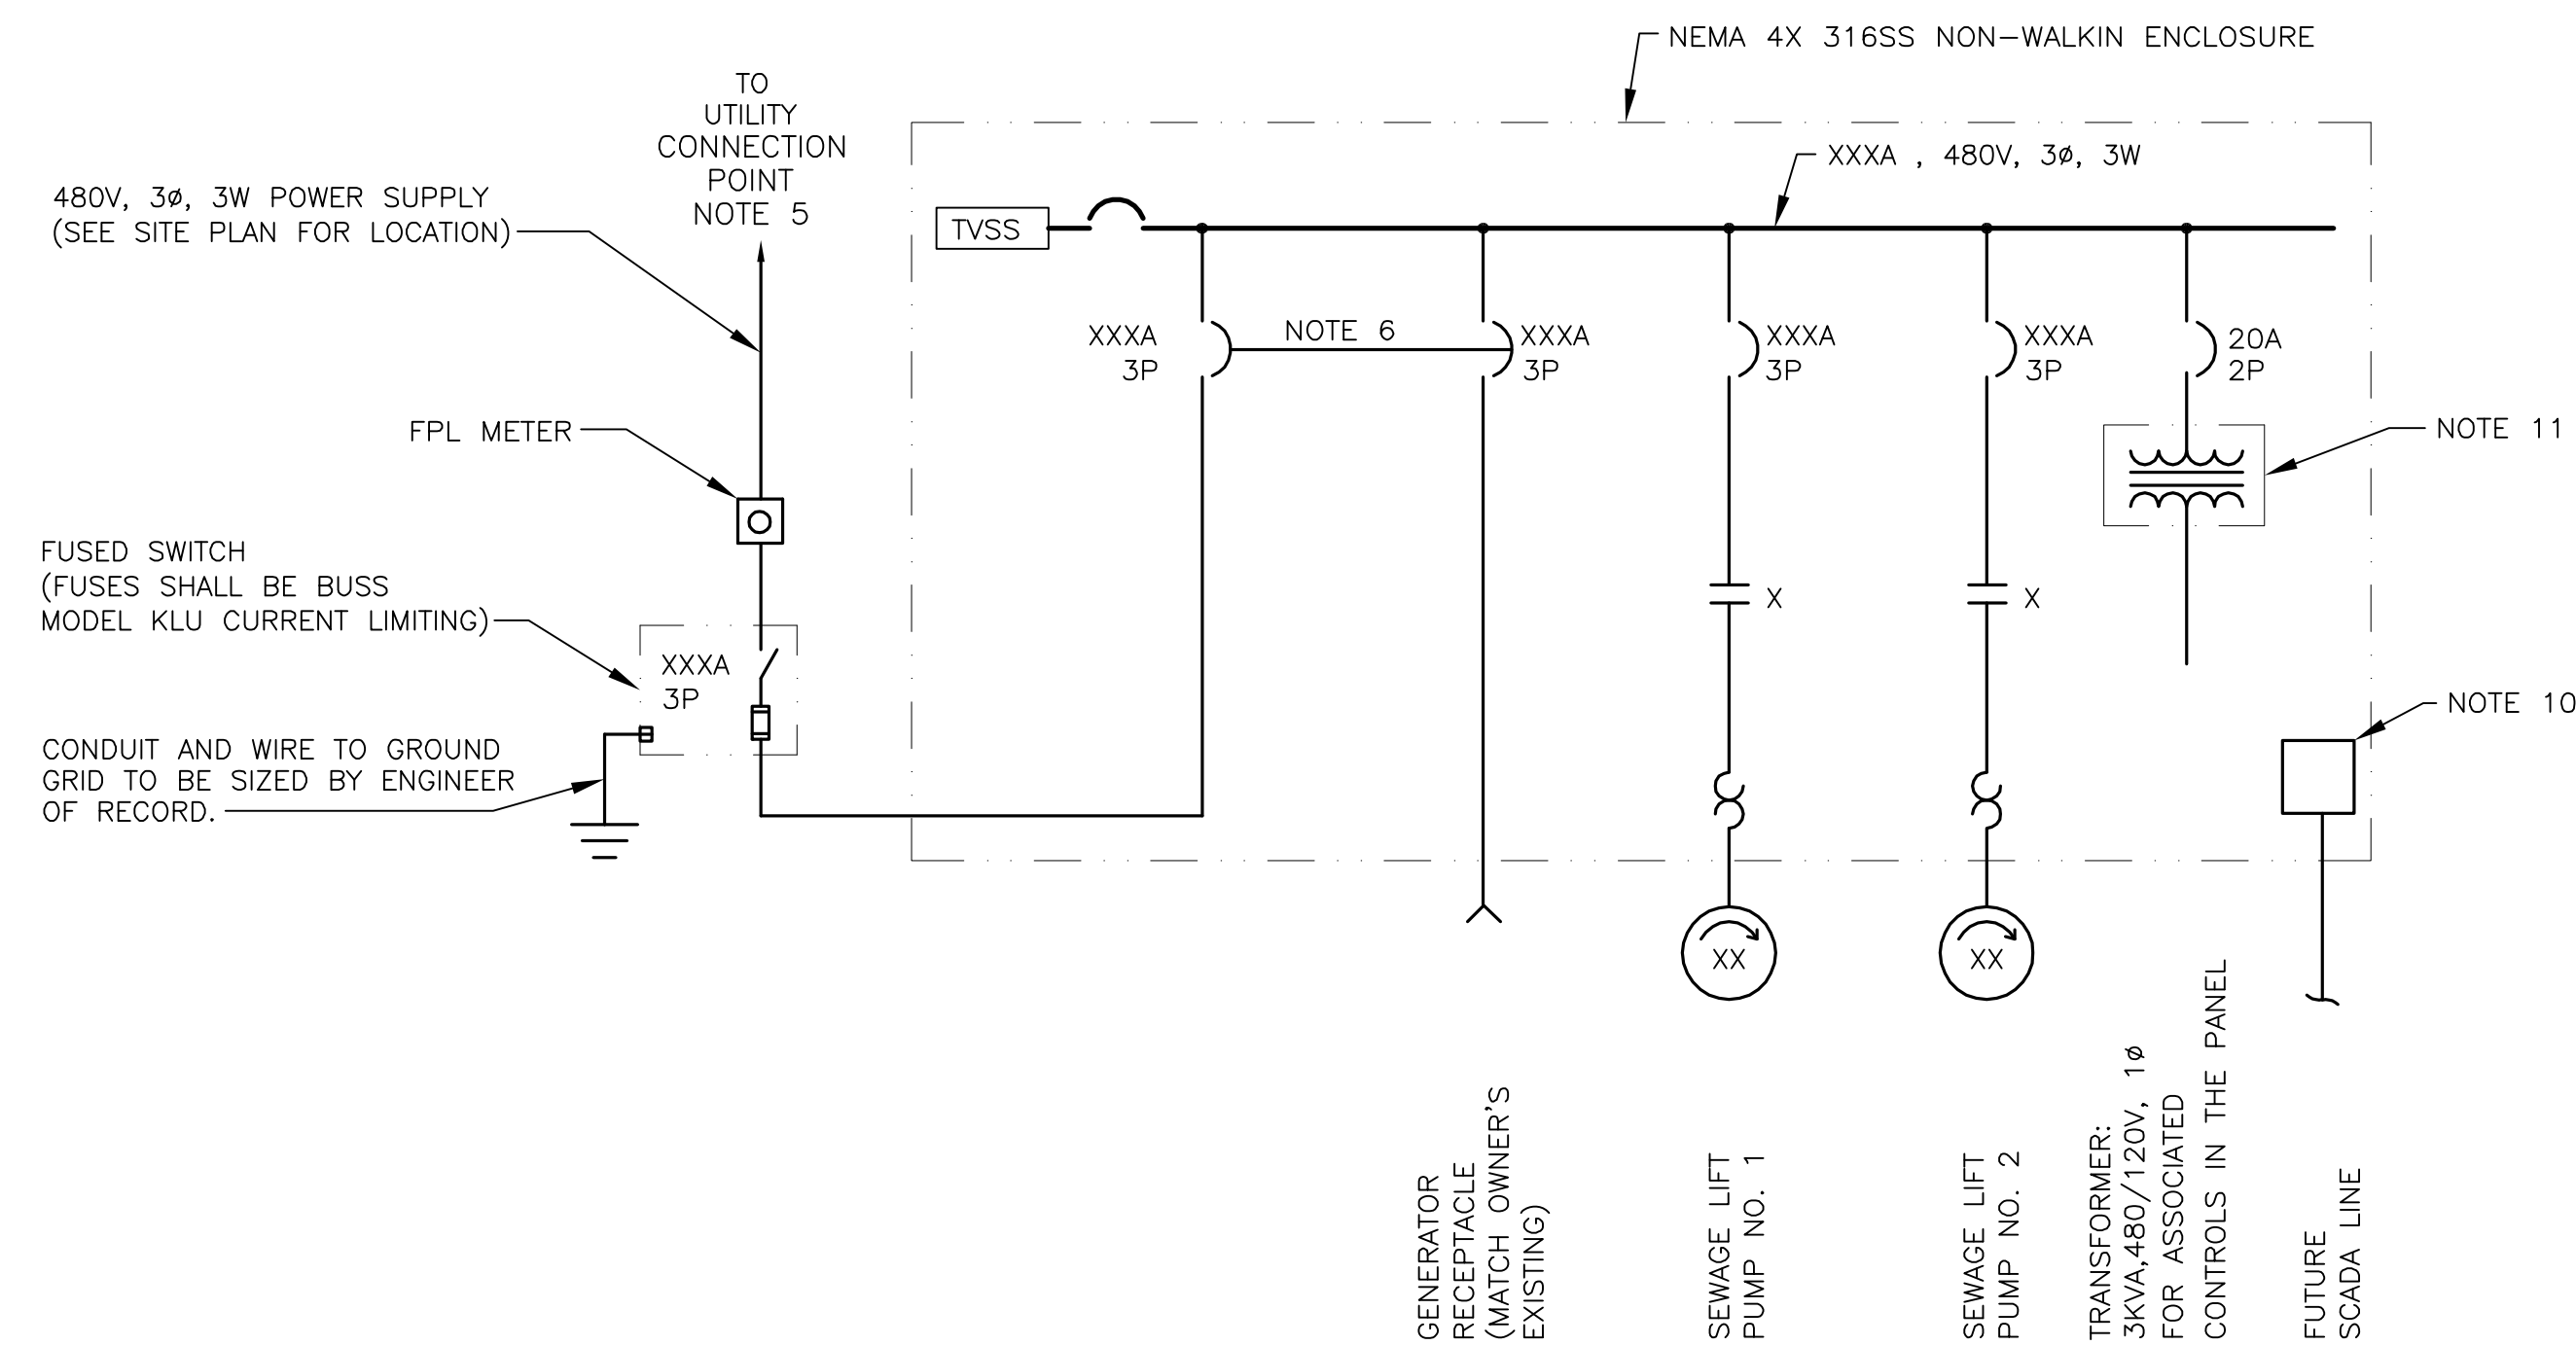 NEMA 4X 316SS NON-WALKIN ENCLOSURE
TO
UTILITY
CONNECTION
POINT
NOTE 5
480V, 3ø, 3W POWER SUPPLY
(SEE SITE PLAN FOR LOCATION)
XXXA , 480V, 3ø, 3W
TVSS
XXXA
3P
NOTE 6
XXXA
3P
XXXA
3P
XXXA
3P
20A
2P
FPL METER
NOTE 11
FUSED SWITCH
(FUSES SHALL BE BUSS
MODEL KLU CURRENT LIMITING)
XXXA
3P
X
X
NOTE 10
CONDUIT AND WIRE TO GROUND
GRID TO BE SIZED BY ENGINEER
OF RECORD.
XX
XX
GENERATOR
RECEPTACLE
(MATCH OWNER'S
EXISTING)
SEWAGE LIFT
PUMP NO. 1
SEWAGE LIFT
PUMP NO. 2
TRANSFORMER:
3KVA,480/120V, 1ø
FOR ASSOCIATED
CONTROLS IN THE PANEL
FUTURE
SCADA LINE